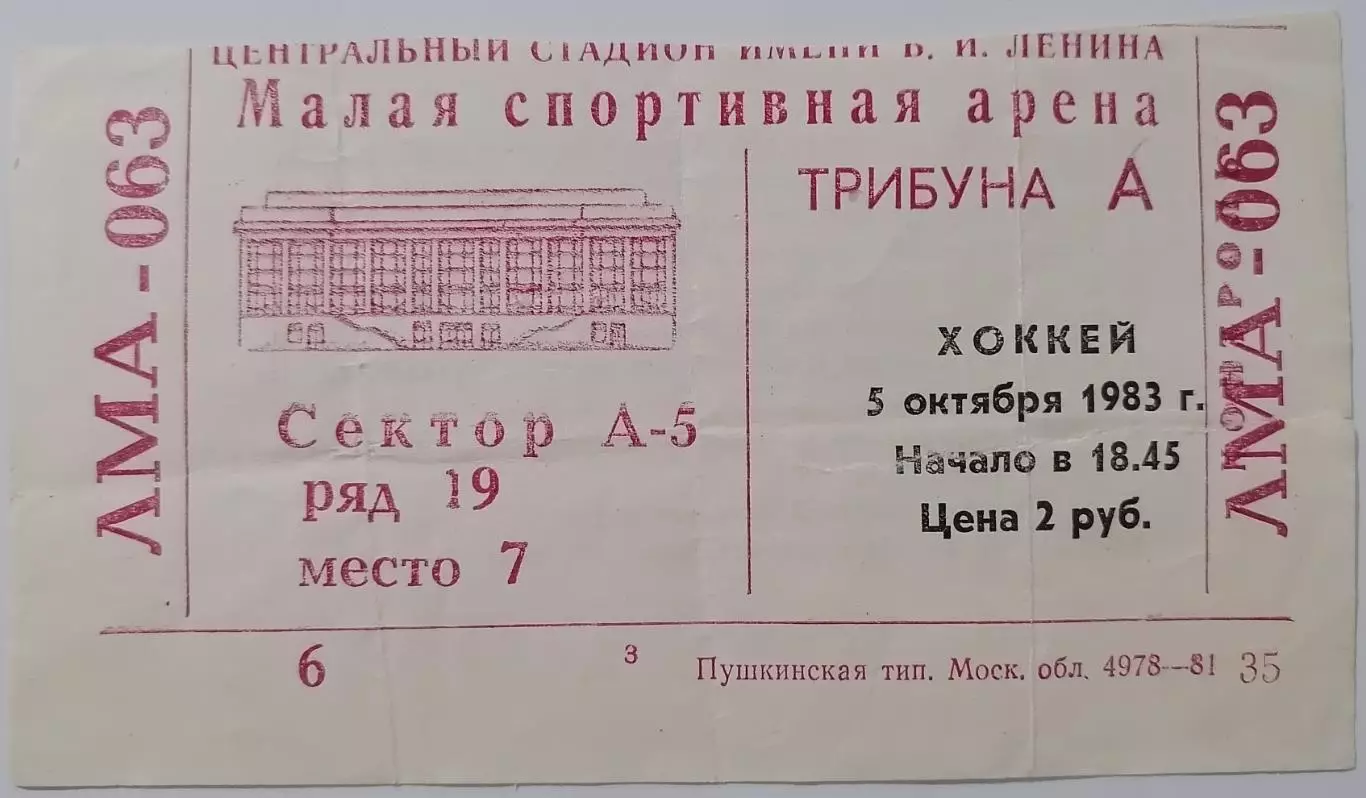 ЦЕНТРАЛЬНЫЙ СТАДИОН ИМЕНИ В. И. ЛЕНИНА
Малая спортивная арена
ЛМА-063
ТРИБУНА А
ХОККЕЙ
5 октября 1983 г.
Начало в 18.45
Цена 2 руб.
Сектор А-5
ряд 19
место 7
ЛМА-063
6
3
Пушкинская тип. Моск. обл. 4978—81 35